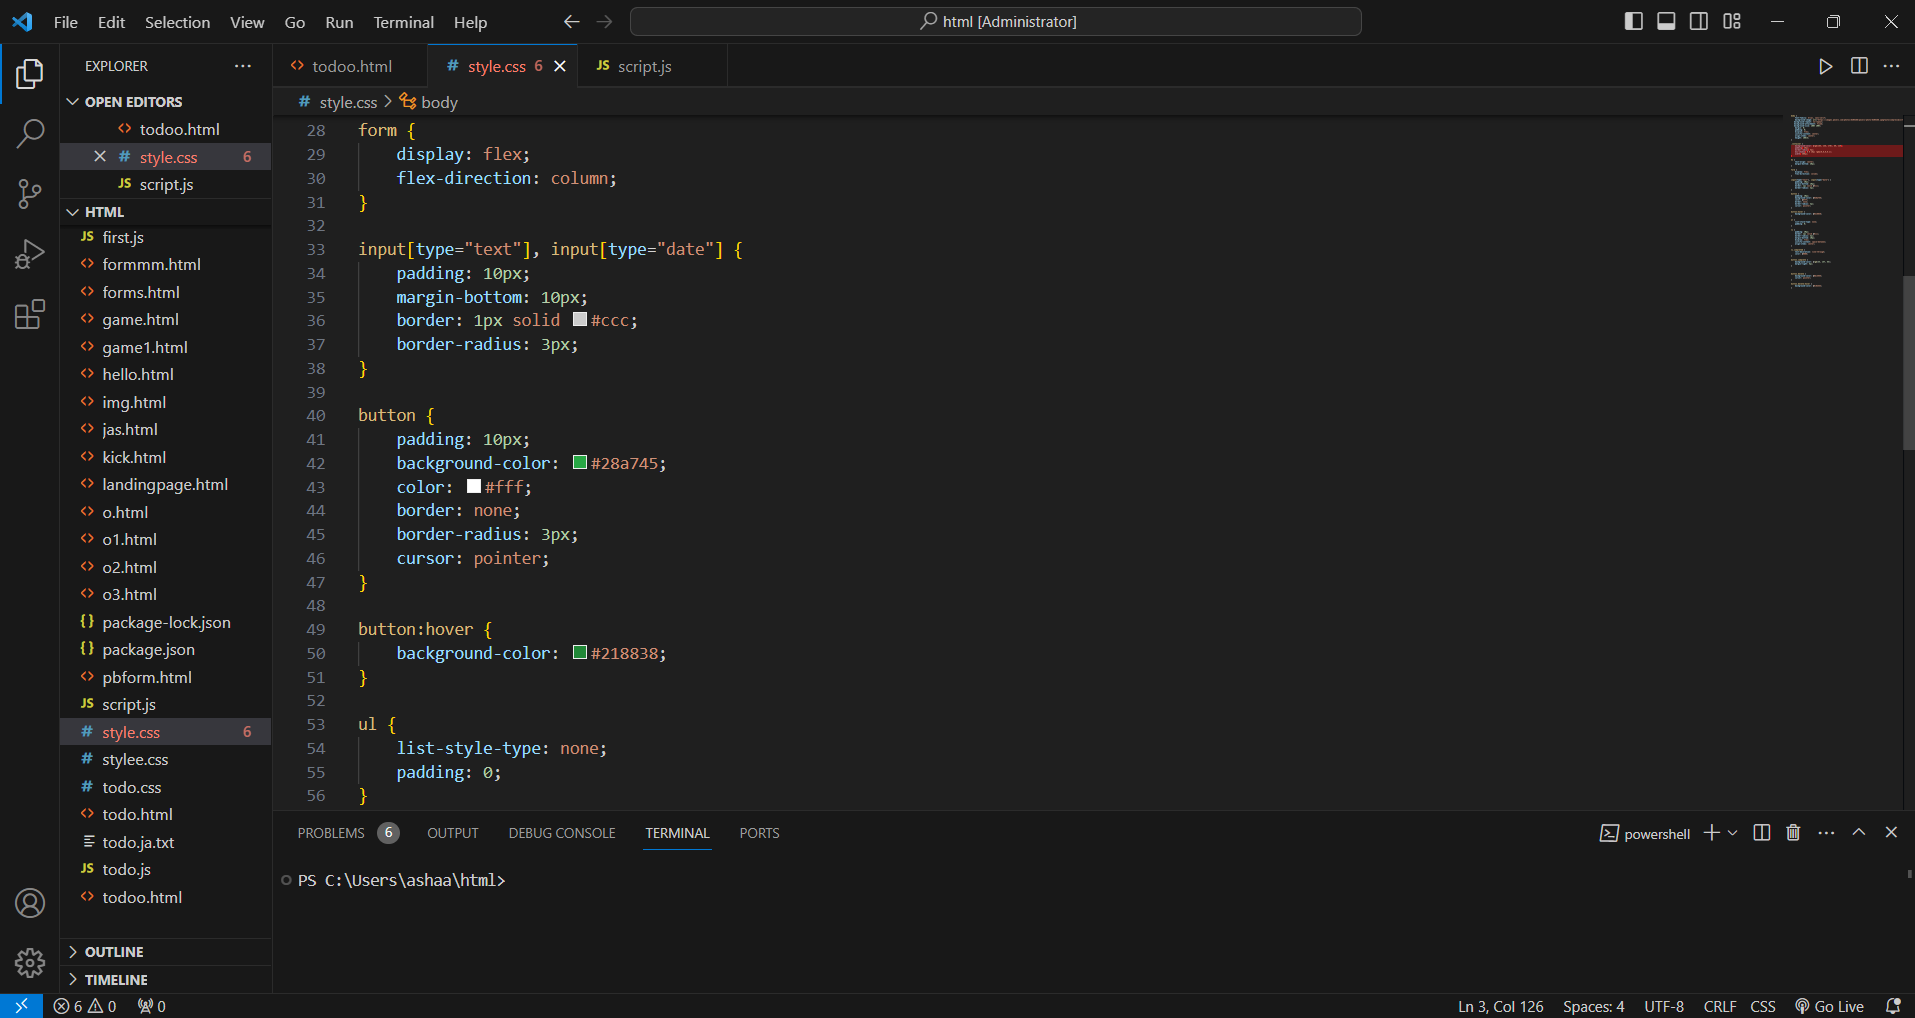 File Edit Selection View Go Run Terminal Help
html [Administrator]
EXPLORER
OPEN EDITORS
todoo.html
style.css 6
script.js
HTML
first.js
formmm.html
forms.html
game.html
game1.html
hello.html
img.html
jas.html
kick.html
landingpage.html
o.html
o1.html
o2.html
o3.html
package-lock.json
package.json
pbform.html
script.js
style.css 6
stylee.css
todo.css
todo.html
todo.ja.txt
todo.js
todoo.html
OUTLINE
TIMELINE
todoo.html
style.css 6
script.js
style.css > body
28 form {
29 display: flex;
30 flex-direction: column;
31 }
32
33 input[type="text"], input[type="date"] {
34 padding: 10px;
35 margin-bottom: 10px;
36 border: 1px solid #ccc;
37 border-radius: 3px;
38 }
39
40 button {
41 padding: 10px;
42 background-color: #28a745;
43 color: #fff;
44 border: none;
45 border-radius: 3px;
46 cursor: pointer;
47 }
48
49 button:hover {
50 background-color: #218838;
51 }
52
53 ul {
54 list-style-type: none;
55 padding: 0;
56 }
PROBLEMS 6 OUTPUT DEBUG CONSOLE TERMINAL PORTS
powershell
PS C:\Users\ashaa\html>
6 0 0
Ln 3, Col 126 Spaces: 4 UTF-8 CRLF CSS Go Live